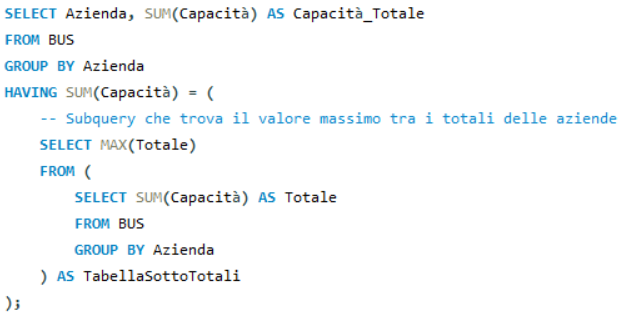 SELECT Azienda, SUM(Capacità) AS Capacità_Totale
FROM BUS
GROUP BY Azienda
HAVING SUM(Capacità) = (
    -- Subquery che trova il valore massimo tra i totali delle aziende
    SELECT MAX(Totale)
    FROM (
        SELECT SUM(Capacità) AS Totale
        FROM BUS
        GROUP BY Azienda
    ) AS TabellaSottoTotali
);